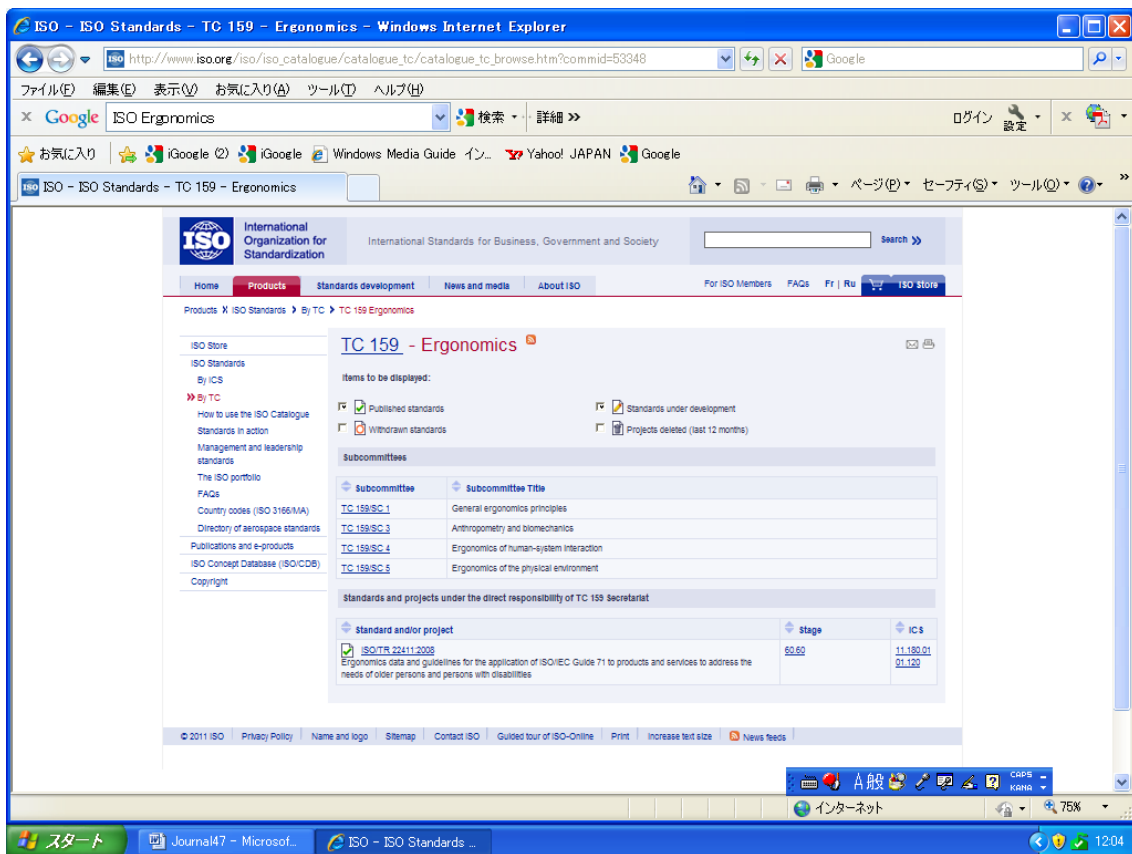 ISO - ISO Standards - TC 159 - Ergonomics - Windows Internet Explorer
http://www.iso.org/iso/iso_catalogue/catalogue_tc/catalogue_tc_browse.htm?commid=53348
Google
ファイル(F) 編集(E) 表示(V) お気に入り(A) ツール(T) ヘルプ(H)
x Google ISO Ergonomics 検索 詳細 >> ログイン 設定 x
お気に入り iGoogle (2) iGoogle Windows Media Guide イン... Yahoo! JAPAN Google
ISO - ISO Standards - TC 159 - Ergonomics ページ(P) セーフティ(S) ツール(O) >>
ISO International
Organization for
Standardization
International Standards for Business, Government and Society
Search >>
Home Products Standards development News and media About ISO For ISO Members FAQs Fr | Ru ISO Store
Products > ISO Standards > By TC > TC 159 Ergonomics
ISO Store
ISO Standards
By ICS
>> By TC
How to use the ISO Catalogue
Standards in action
Management and leadership
standards
The ISO portfolio
FAQs
Country codes (ISO 3166/MA)
Directory of aerospace standards
Publications and e-products
ISO Concept Database (ISO/CDB)
Copyright
TC 159 - Ergonomics
Items to be displayed:
Published standards Standards under development
Withdrawn standards Projects deleted (last 12 months)
Subcommittees
Subcommittee Subcommittee Title
TC 159/SC 1 General ergonomics principles
TC 159/SC 3 Anthropometry and biomechanics
TC 159/SC 4 Ergonomics of human-system interaction
TC 159/SC 5 Ergonomics of the physical environment
Standards and projects under the direct responsibility of TC 159 Secretariat
Standard and/or project Stage ICS
ISO/TR 22411:2008 60.60 11.180.01
Ergonomics data and guidelines for the application of ISO/IEC Guide 71 to products and services to address the 01.120
needs of older persons and persons with disabilities
© 2011 ISO Privacy Policy Name and logo Sitemap Contact ISO Guided tour of ISO-Online Print Increase text size News feeds
A 般 CAPS
KANA
インターネット 75%
スタート Journal47 - Microsof... ISO - ISO Standards ... 12:04